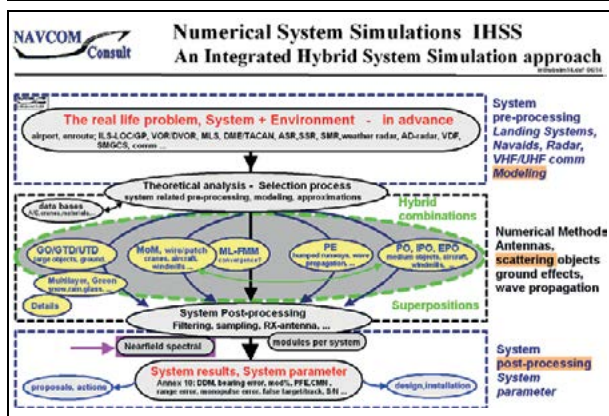 NAVCOM
Consult
Numerical System Simulations IHSS
An Integrated Hybrid System Simulation approach
The real life problem, System + Environment - in advance
airport, enroute; ILS-LOC/GP, VOR/DVOR, MLS, DME/TACAN, ASR,SSR, SMR,weather radar, AD-radar, VDF,
SMGCS, comm ...
System
pre-processing
Landing Systems,
Navaids, Radar,
VHF/UHF comm
Modeling
Theoretical analysis - Selection process
system related pre-processing, modeling, approximations
data bases
A/C,cranes,materials...
Hybrid
combinations
GO/GTD/UTD
large objects, ground,
MoM, wire/patch
cranes, aircraft,
windmills ...
ML-FMM
PE
humped runways, wave
propagation, ...
PO, IPO, EPO
medium objects, aircraft,
windmills,
Multilayer, Green
snow,rain,glass, ...
Details
Superpositions
Numerical Methods
Antennas,
scattering objects
ground effects,
wave propagation
System Post-processing
Filtering, sampling, RX-antenna, ...
Nearfield spectral
modules per system
System results, System parameter
Annex 10: DDM, bearing error, mod%, PFE,CMN ,
range error, monopulse error, false target/track, S/N ...
proposals, actions
design,installation
System
post-processing
System
parameter